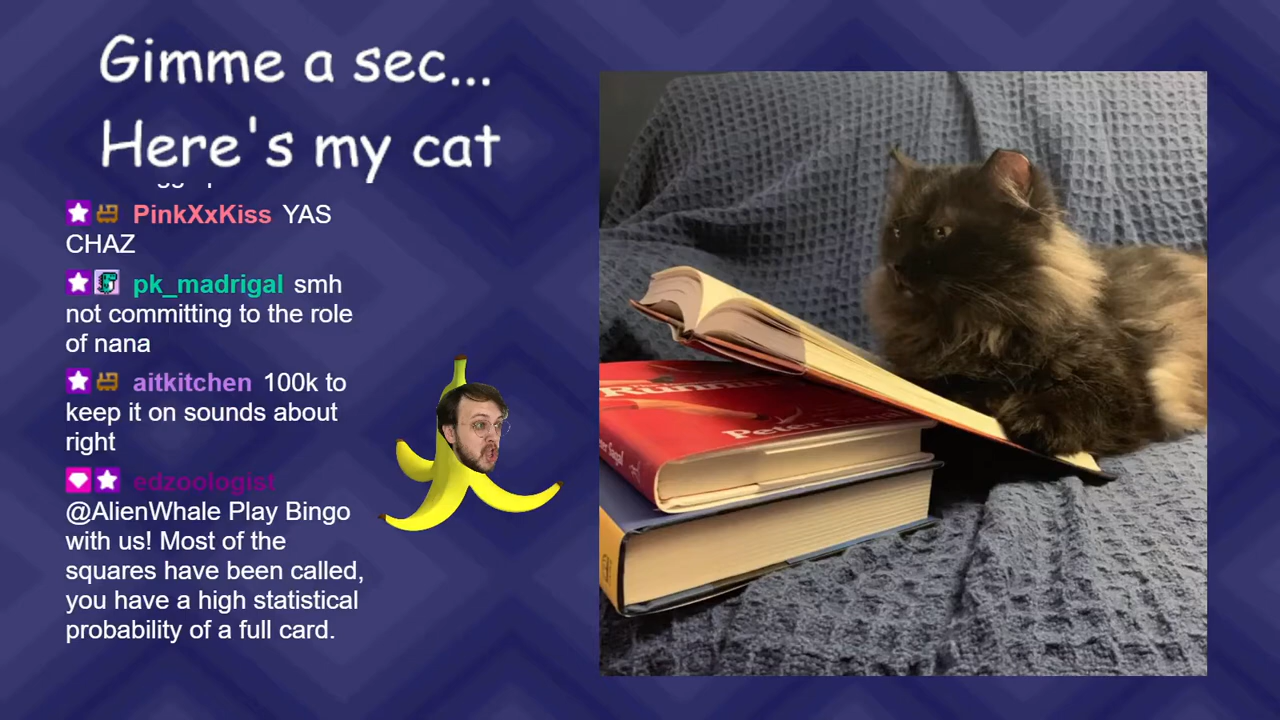 Gimme a sec...
Here's my cat
PinkXxKiss YAS
CHAZ
pk_madrigal smh
not committing to the role
of nana
aitkitchen 100k to
keep it on sounds about
right
edzoologist
@AlienWhale Play Bingo
with us! Most of the
squares have been called,
you have a high statistical
probability of a full card.
Peter